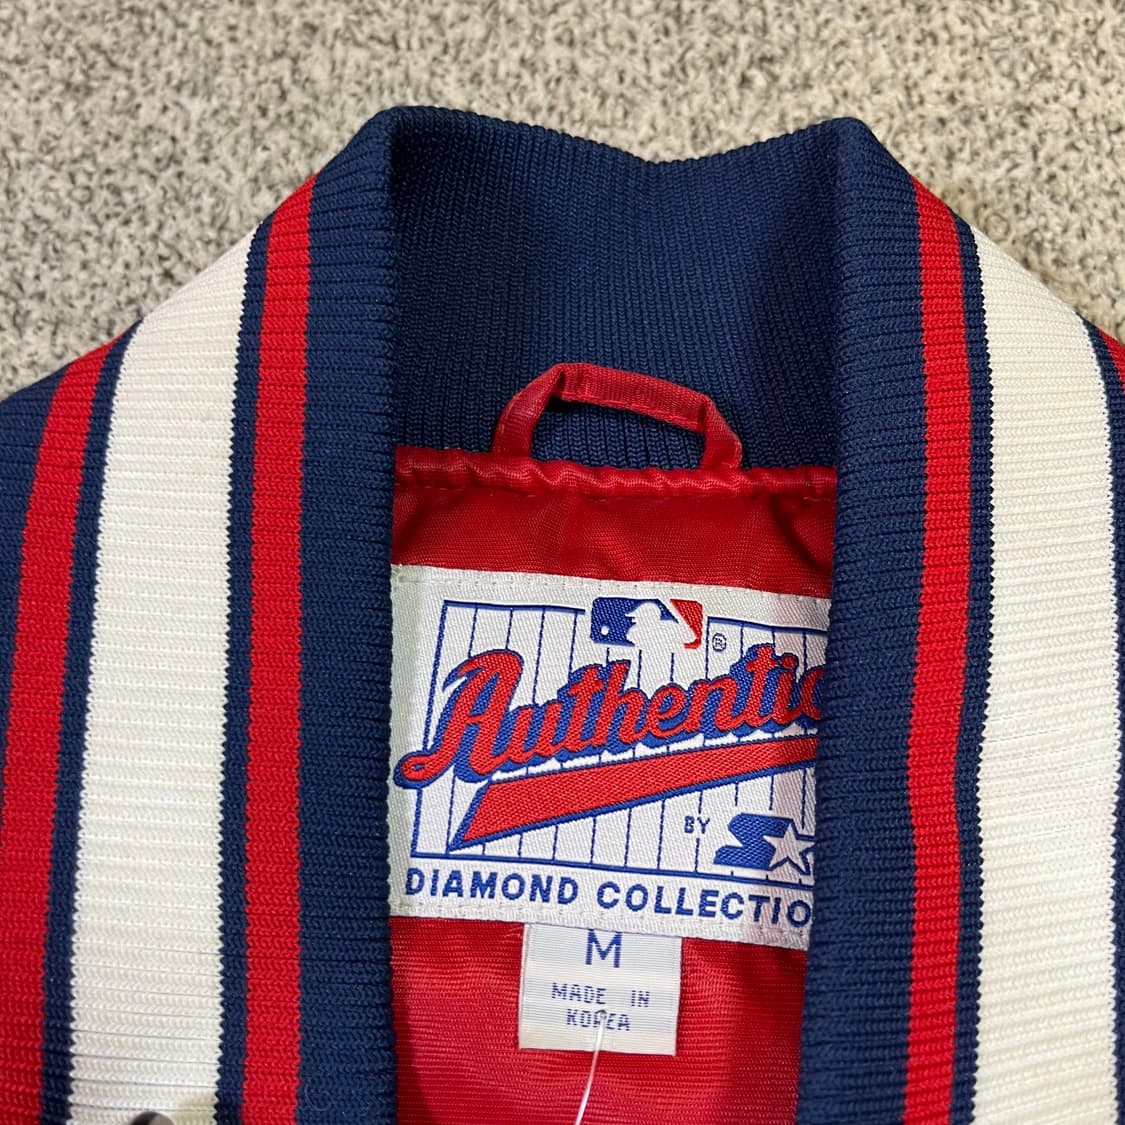 ®
Authentic
BY
DIAMOND COLLECTIO
M
MADE IN
KOREA